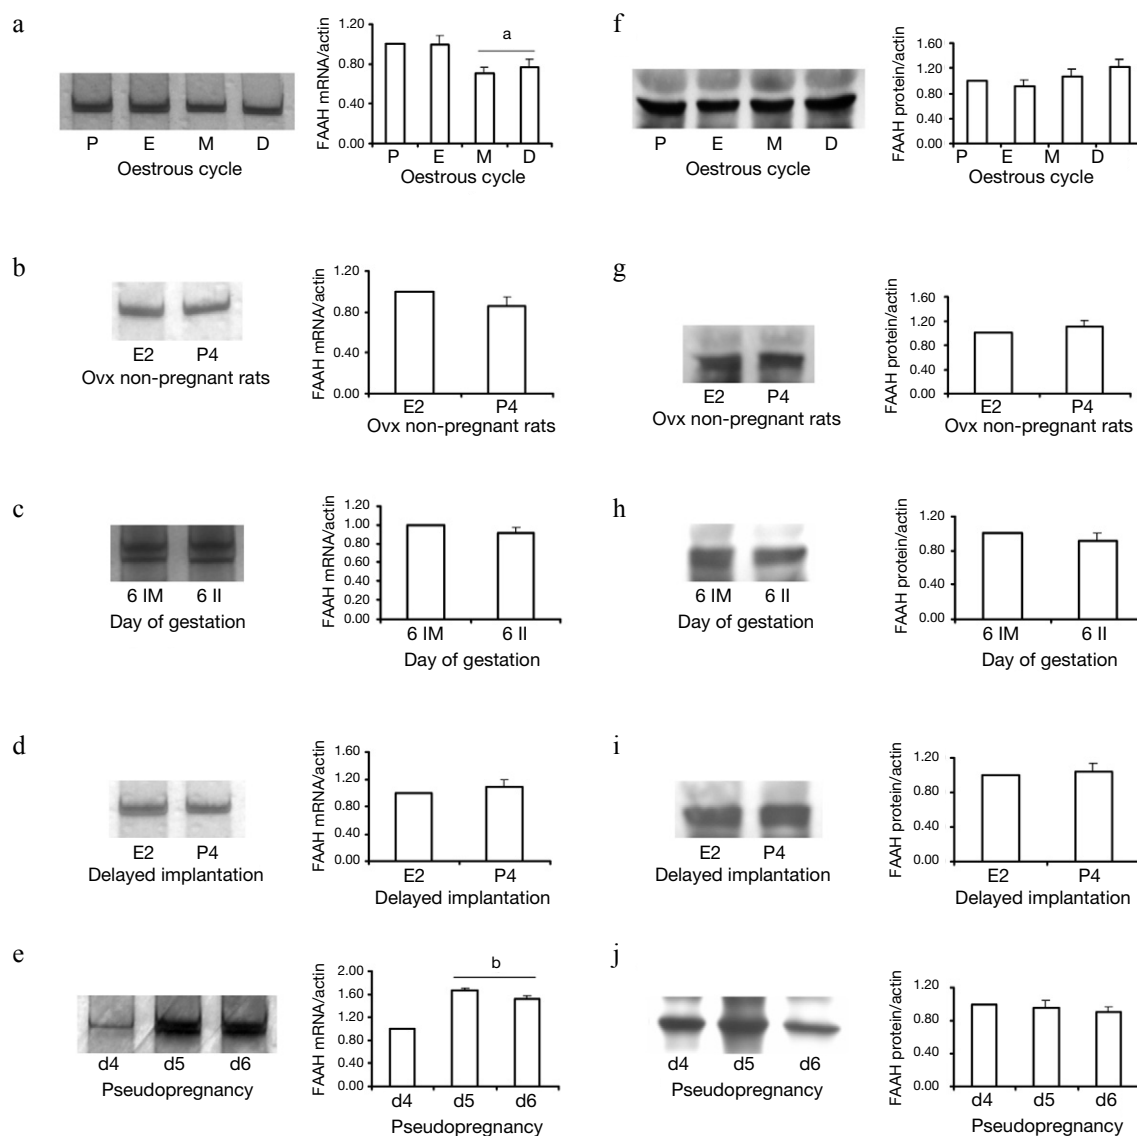 a
P E M D
Oestrous cycle
FAAH mRNA/actin
1.20
0.80
0.40
0.00
a
P E M D
Oestrous cycle
f
P E M D
Oestrous cycle
FAAH protein/actin
1.60
1.20
0.80
0.40
0.00
P E M D
Oestrous cycle
b
E2 P4
Ovx non-pregnant rats
FAAH mRNA/actin
1.20
0.80
0.40
0.00
E2 P4
Ovx non-pregnant rats
g
E2 P4
Ovx non-pregnant rats
FAAH protein/actin
1.60
1.20
0.80
0.40
0.00
E2 P4
Ovx non-pregnant rats
c
6 IM 6 II
Day of gestation
FAAH mRNA/actin
1.20
1.00
0.80
0.60
0.40
0.20
0.00
6 IM 6 II
Day of gestation
h
6 IM 6 II
Day of gestation
FAAH protein/actin
1.20
0.80
0.40
0.00
6 IM 6 II
Day of gestation
d
E2 P4
Delayed implantation
FAAH mRNA/actin
1.60
1.20
0.80
0.40
0.00
E2 P4
Delayed implantation
i
E2 P4
Delayed implantation
FAAH protein/actin
1.20
0.80
0.40
0.00
E2 P4
Delayed implantation
e
d4 d5 d6
Pseudopregnancy
FAAH mRNA/actin
2.00
1.60
1.20
0.80
0.40
0.00
b
d4 d5 d6
Pseudopregnancy
j
d4 d5 d6
Pseudopregnancy
FAAH protein/actin
1.20
0.80
0.40
0.00
d4 d5 d6
Pseudopregnancy